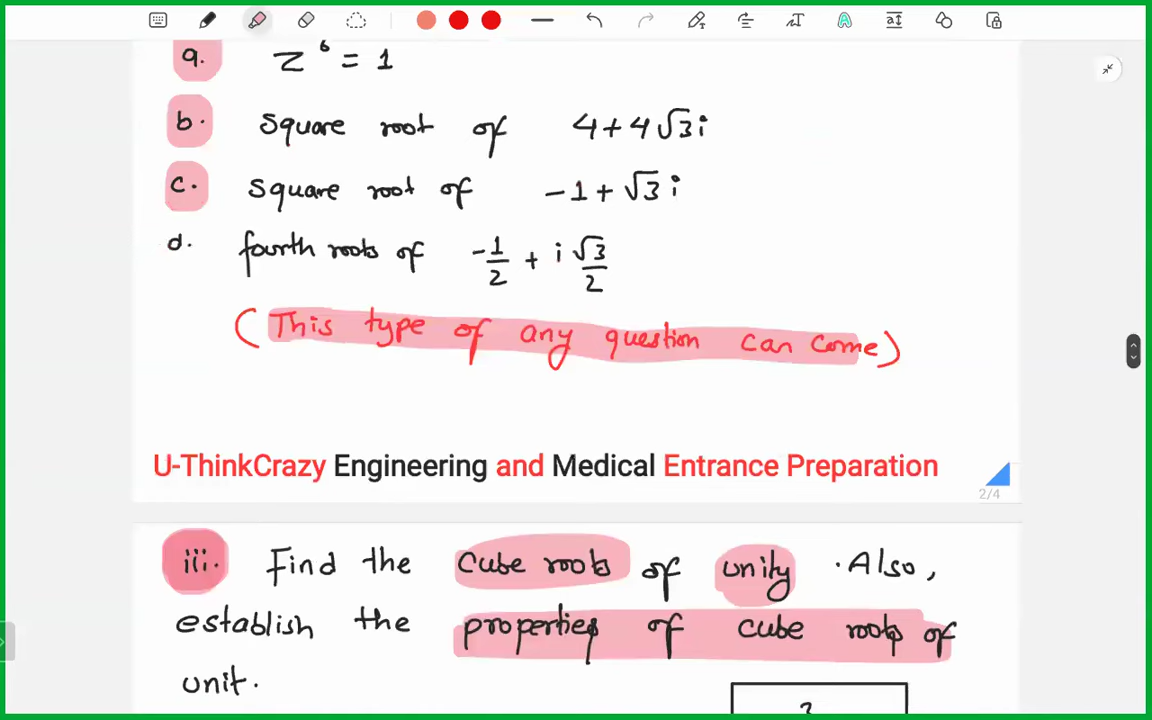 a. z⁶ = 1
b. square root of 4+4√3i
c. square root of -1+√3i
d. fourth roots of -1/2 + i√3/2
(This type of any question can come)
U-ThinkCrazy Engineering and Medical Entrance Preparation
2/4
iii. Find the cube roots of unity. Also,
establish the properties of cube roots of
unit.